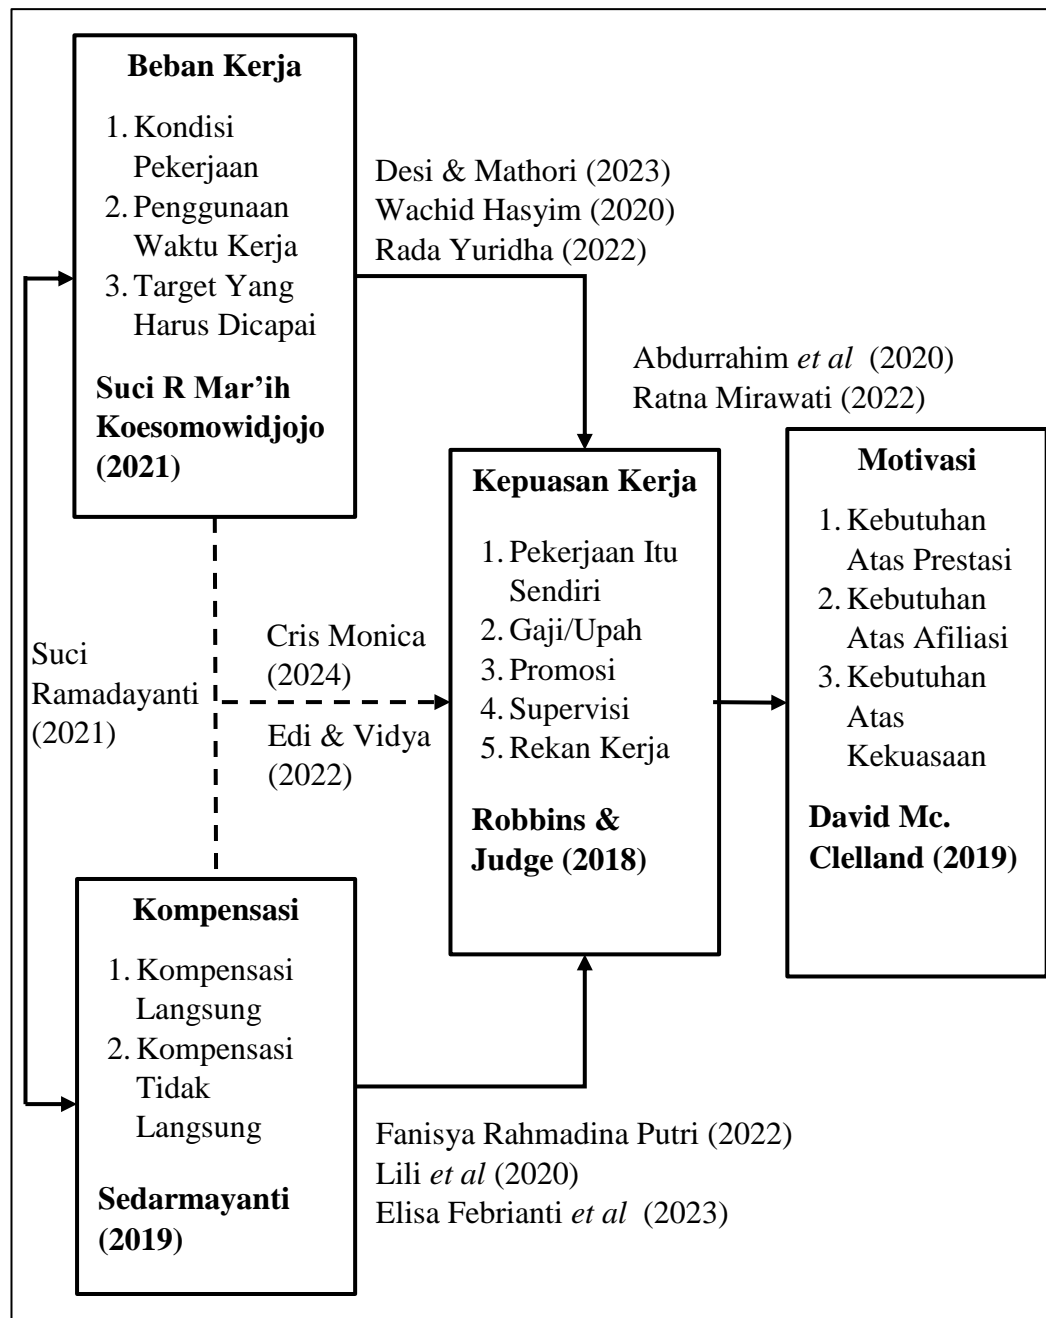 Beban Kerja
1. Kondisi
Pekerjaan
2. Penggunaan
Waktu Kerja
3. Target Yang
Harus Dicapai
Suci R Mar’ih
Koesomowidjojo
(2021)
Desi & Mathori (2023)
Wachid Hasyim (2020)
Rada Yuridha (2022)
Abdurrahim et al (2020)
Ratna Mirawati (2022)
Suci
Ramadayanti
(2021)
Cris Monica
(2024)
Edi & Vidya
(2022)
Kepuasan Kerja
1. Pekerjaan Itu
Sendiri
2. Gaji/Upah
3. Promosi
4. Supervisi
5. Rekan Kerja
Robbins &
Judge (2018)
Motivasi
1. Kebutuhan
Atas Prestasi
2. Kebutuhan
Atas Afiliasi
3. Kebutuhan
Atas
Kekuasaan
David Mc.
Clelland (2019)
Kompensasi
1. Kompensasi
Langsung
2. Kompensasi
Tidak
Langsung
Sedarmayanti
(2019)
Fanisya Rahmadina Putri (2022)
Lili et al (2020)
Elisa Febrianti et al (2023)